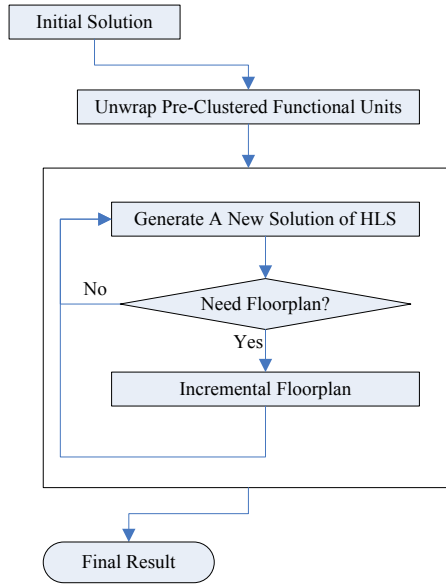 Initial Solution
Unwrap Pre-Clustered Functional Units
Generate A New Solution of HLS
No
Need Floorplan?
Yes
Incremental Floorplan
Final Result